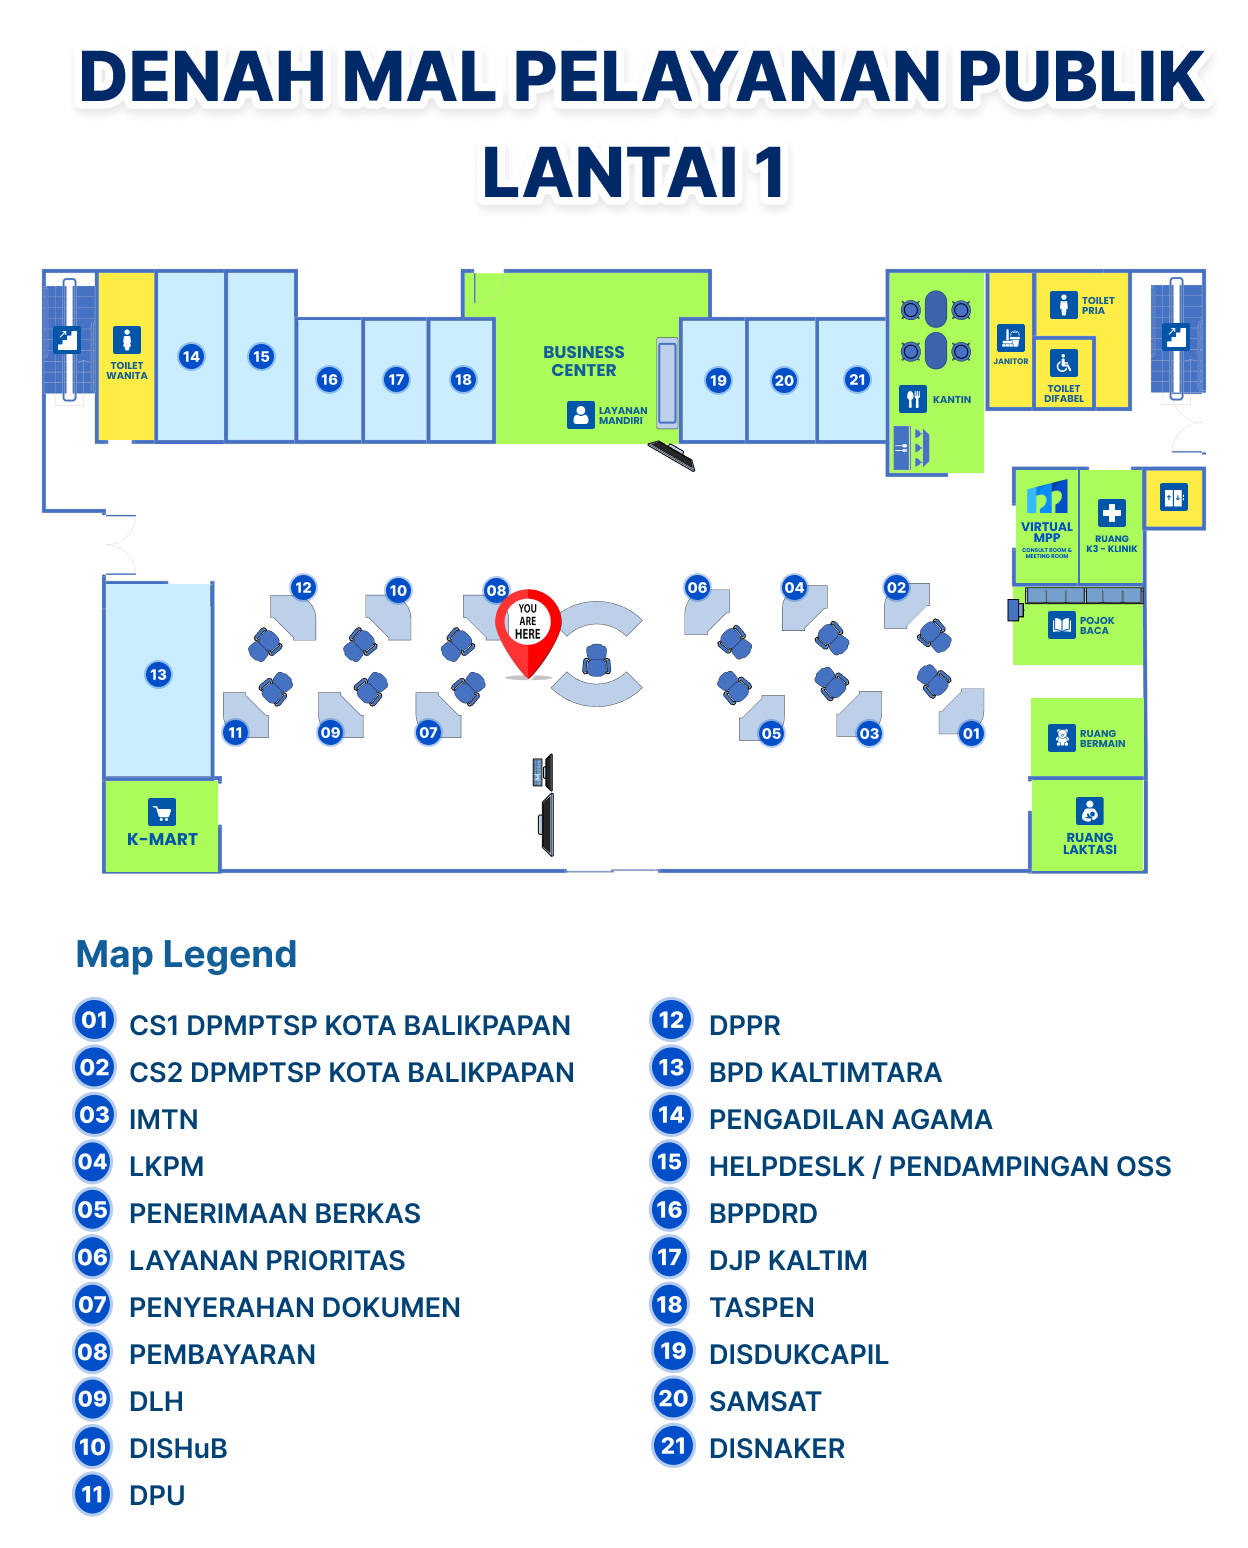 DENAH MAL PELAYANAN PUBLIK
LANTAI 1
TOILET
WANITA
14
15
16
17
18
BUSINESS
CENTER
LAYANAN
MANDIRI
19
20
21
KANTIN
JANITOR
TOILET
PRIA
TOILET
DIFABEL
VIRTUAL
MPP
CONSULT ROOM &
MEETING ROOM
RUANG
K3 - KLINIK
12
10
08
YOU
ARE
HERE
06
04
02
POJOK
BACA
13
11
09
07
05
03
01
RUANG
BERMAIN
K-MART
RUANG
LAKTASI
Map Legend
01 CS1 DPMPTSP KOTA BALIKPAPAN
02 CS2 DPMPTSP KOTA BALIKPAPAN
03 IMTN
04 LKPM
05 PENERIMAAN BERKAS
06 LAYANAN PRIORITAS
07 PENYERAHAN DOKUMEN
08 PEMBAYARAN
09 DLH
10 DISHuB
11 DPU
12 DPPR
13 BPD KALTIMTARA
14 PENGADILAN AGAMA
15 HELPDESLK / PENDAMPINGAN OSS
16 BPPDRD
17 DJP KALTIM
18 TASPEN
19 DISDUKCAPIL
20 SAMSAT
21 DISNAKER